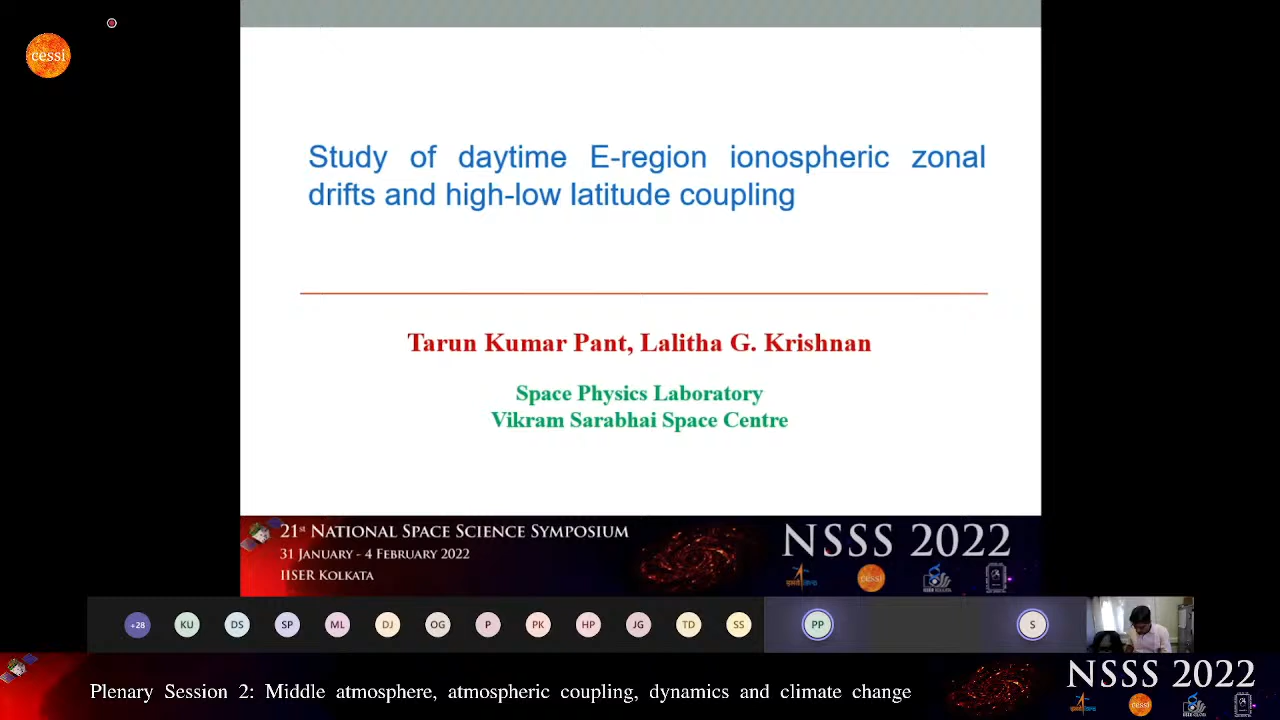 cessi
Study of daytime E-region ionospheric zonal
drifts and high-low latitude coupling
Tarun Kumar Pant, Lalitha G. Krishnan
Space Physics Laboratory
Vikram Sarabhai Space Centre
21st National Space Science Symposium
31 January - 4 February 2022
IISER Kolkata
NSSS 2022
cessi
+28 KU DS SP ML DJ OG P PK HP JG TD SS PP S
Plenary Session 2: Middle atmosphere, atmospheric coupling, dynamics and climate change
NSSS 2022
cessi